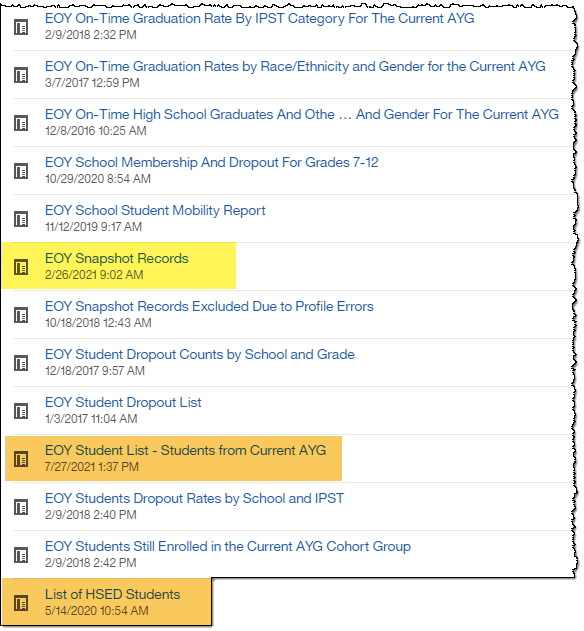 EOY On-Time Graduation Rate By IPST Category For The Current AYG
2/9/2018 2:32 PM
EOY On-Time Graduation Rates by Race/Ethnicity and Gender for the Current AYG
3/7/2017 12:59 PM
EOY On-Time High School Graduates And Othe … And Gender For The Current AYG
12/8/2016 10:25 AM
EOY School Membership And Dropout For Grades 7-12
10/29/2020 8:54 AM
EOY School Student Mobility Report
11/12/2019 9:17 AM
EOY Snapshot Records
2/26/2021 9:02 AM
EOY Snapshot Records Excluded Due to Profile Errors
10/18/2018 12:43 AM
EOY Student Dropout Counts by School and Grade
12/18/2017 9:57 AM
EOY Student Dropout List
1/3/2017 11:04 AM
EOY Student List - Students from Current AYG
7/27/2021 1:37 PM
EOY Students Dropout Rates by School and IPST
2/9/2018 2:40 PM
EOY Students Still Enrolled in the Current AYG Cohort Group
2/9/2018 2:42 PM
List of HSED Students
5/14/2020 10:54 AM